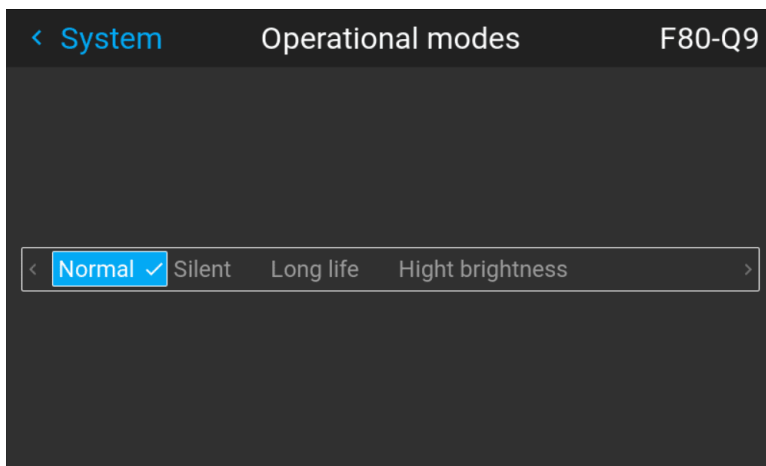 System Operational modes F80-Q9
Normal Silent Long life Hight brightness